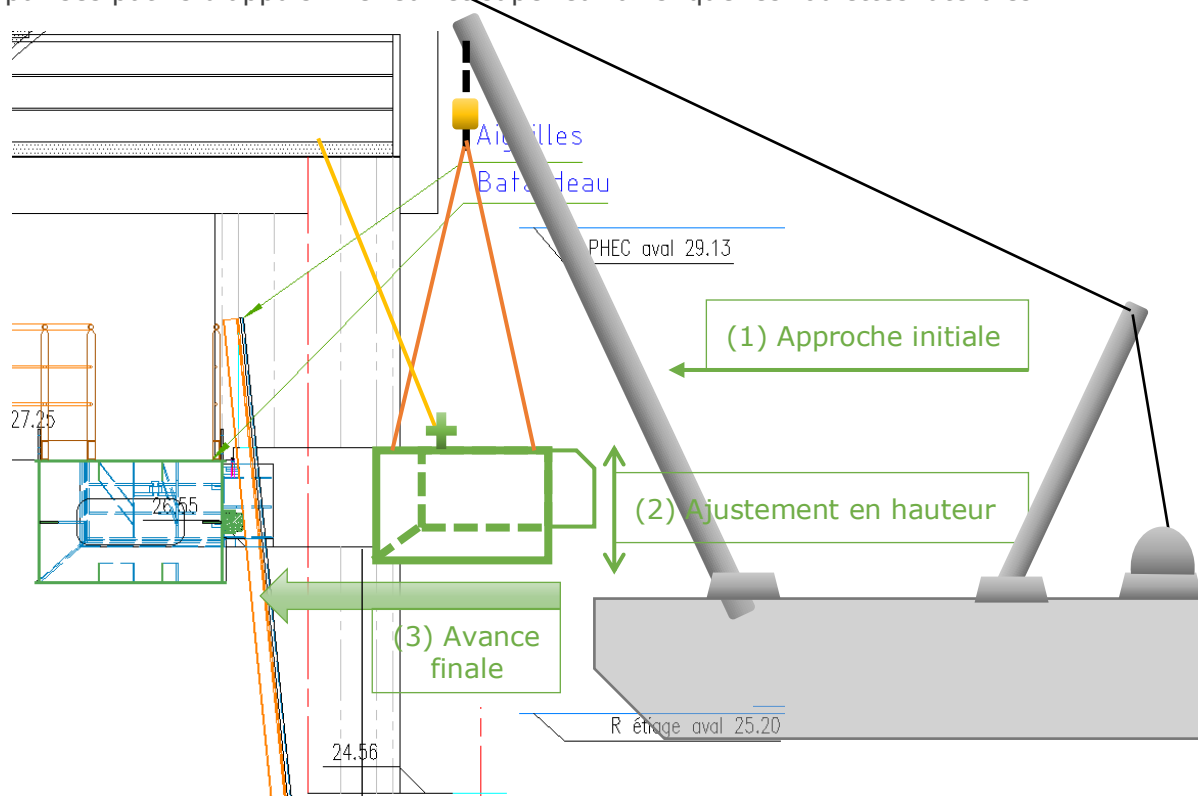 Aiguilles
Batardeau
PHEC aval 29.13
(1) Approche initiale
27.25
26.55
(2) Ajustement en hauteur
(3) Avance
finale
R étiage aval 25.20
24.56